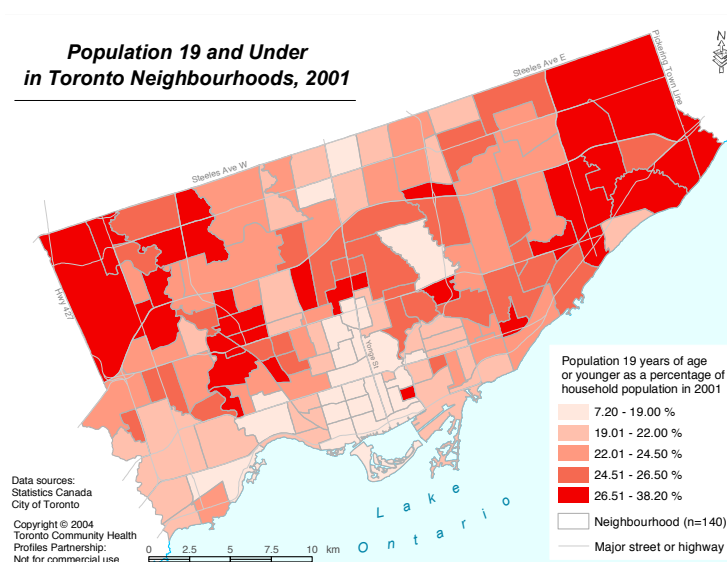 Population 19 and Under
in Toronto Neighbourhoods, 2001
N
Steeles Ave E
Pickering Town Line
Steeles Ave W
Hwy 427
Yonge St
Population 19 years of age
or younger as a percentage of
household population in 2001
7.20 - 19.00 %
19.01 - 22.00 %
22.01 - 24.50 %
24.51 - 26.50 %
26.51 - 38.20 %
Neighbourhood (n=140)
Major street or highway
Data sources:
Statistics Canada
City of Toronto
Copyright © 2004
Toronto Community Health
Profiles Partnership:
Not for commercial use
0 2.5 5 7.5 10 km
Lake
Ontario